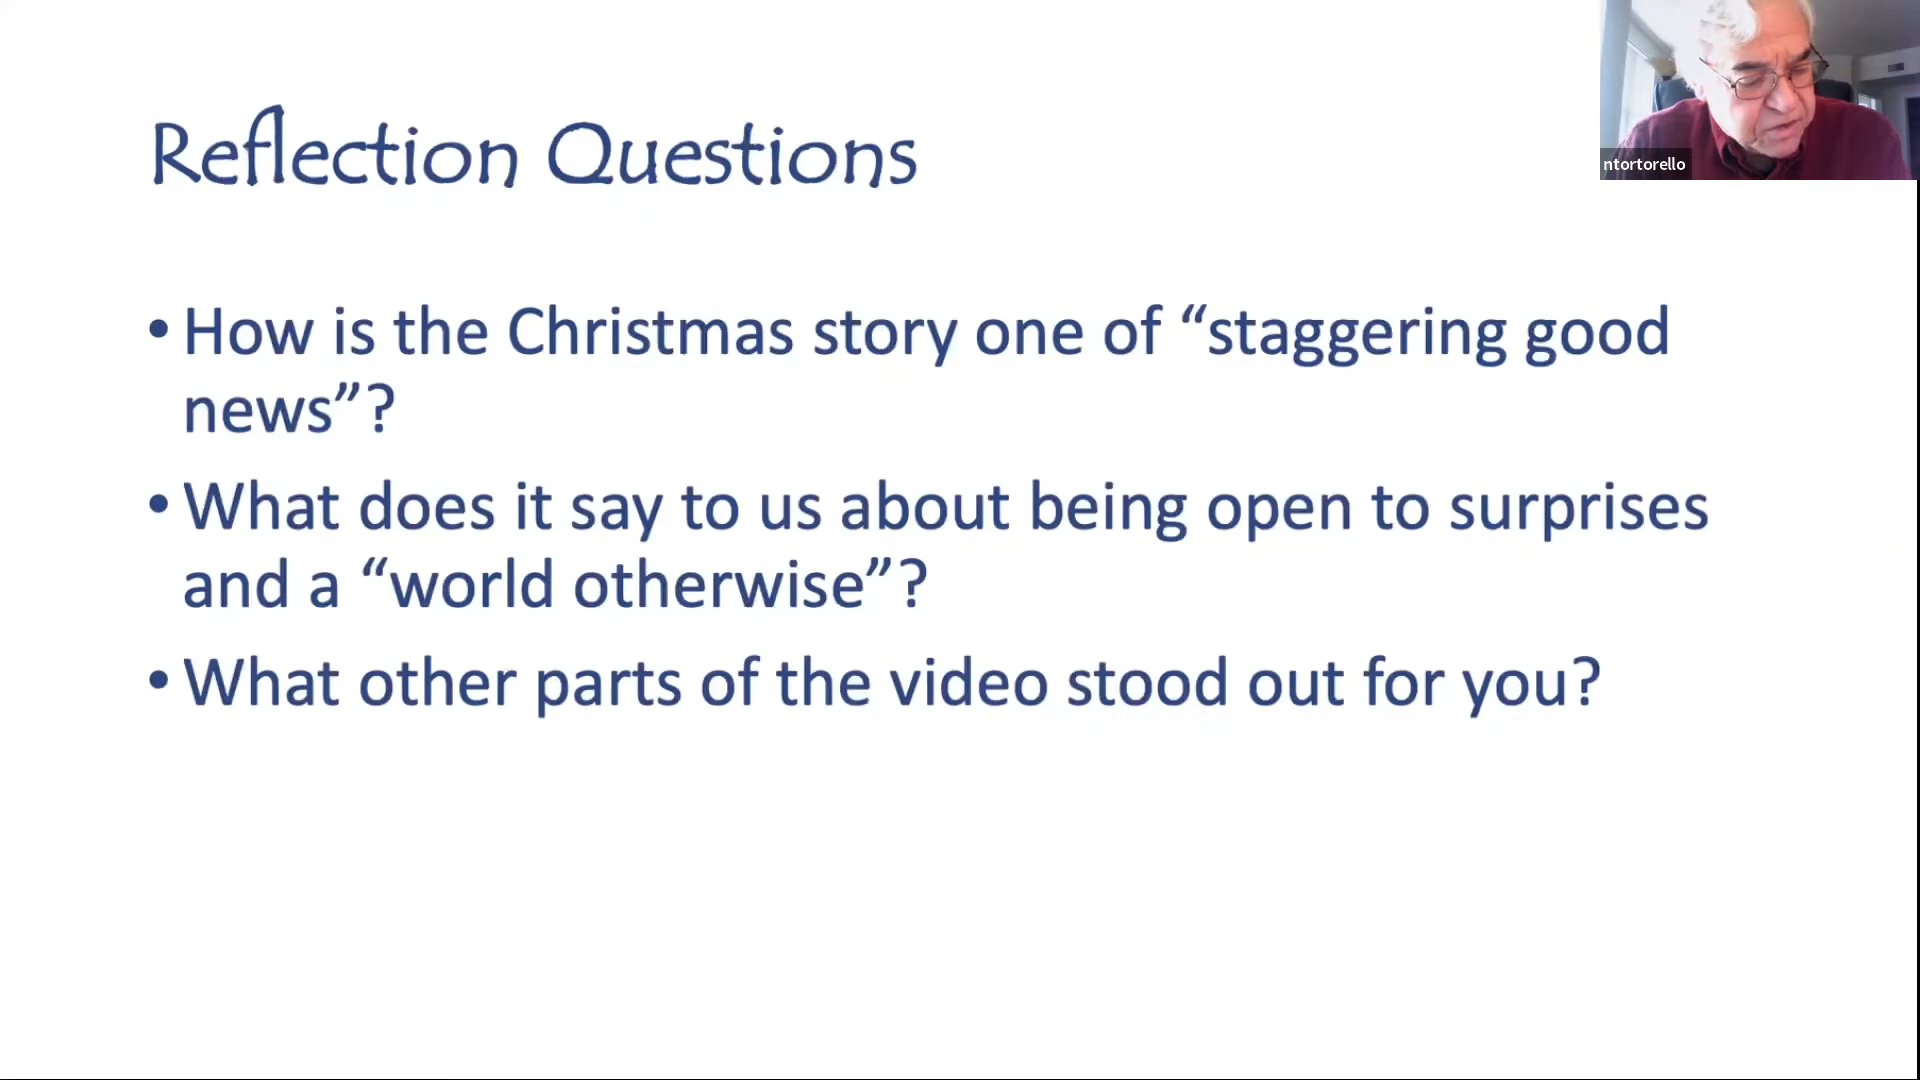 Reflection Questions
ntortorello
• How is the Christmas story one of “staggering good
news”?
• What does it say to us about being open to surprises
and a “world otherwise”?
• What other parts of the video stood out for you?